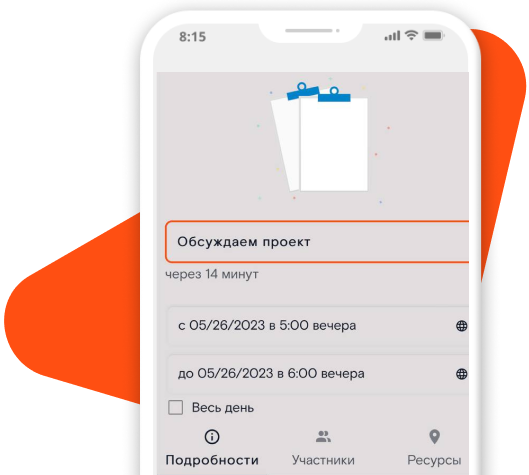 8:15
Обсуждаем проект
через 14 минут
с 05/26/2023 в 5:00 вечера
до 05/26/2023 в 6:00 вечера
Весь день
Подробности Участники Ресурсы